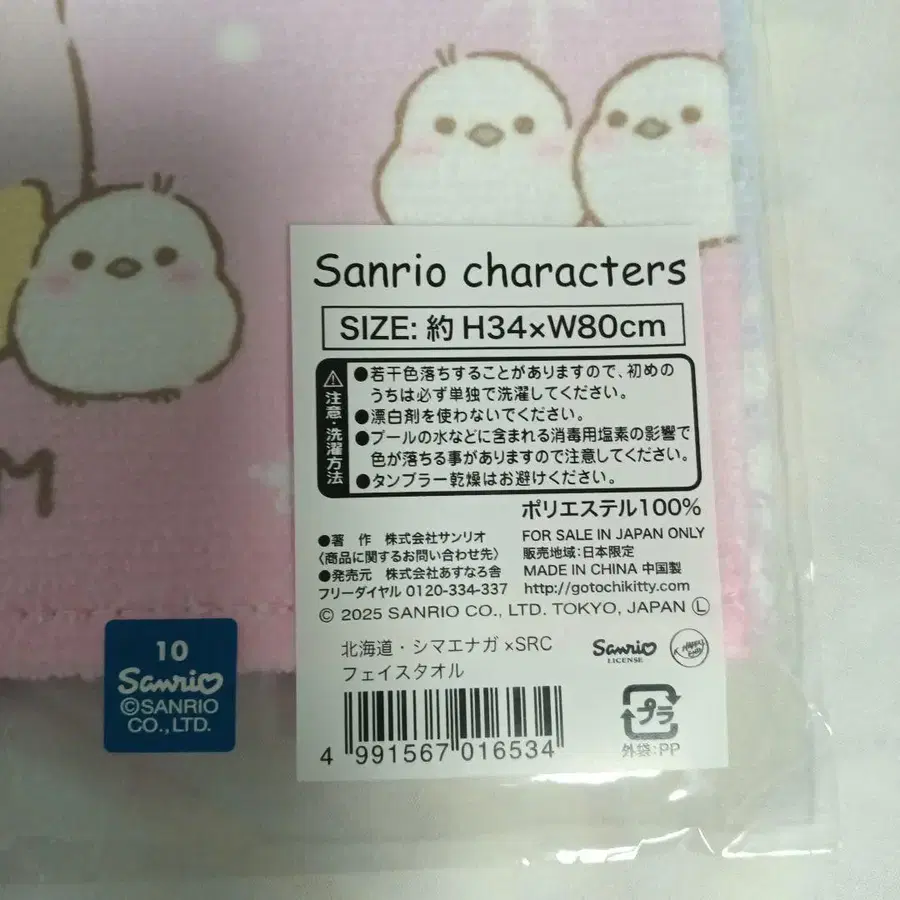 Sanrio characters
SIZE: 約 H34×W80cm
注意・洗濯方法
●若干色落ちすることがありますので、初めの
うちは必ず単独で洗濯してください。
●漂白剤を使わないでください。
●プールの水などに含まれる消毒用塩素の影響で
色が落ちる事がありますので注意してください。
●タンブラー乾燥はお避けください。
ポリエステル100%
●著 作 株式会社サンリオ
〈商品に関するお問い合わせ先〉
●発売元 株式会社あすなろ舎
フリーダイヤル 0120-334-337
FOR SALE IN JAPAN ONLY
販売地域:日本限定
MADE IN CHINA 中国製
http://gotochikitty.com
© 2025 SANRIO CO., LTD. TOKYO, JAPAN Ⓛ
北海道・シマエナガ×SRC
フェイスタオル
Sanrio
LICENSE
4 991567 016534
プラ
外袋:PP
10
Sanrio
©SANRIO
CO.,LTD.
M